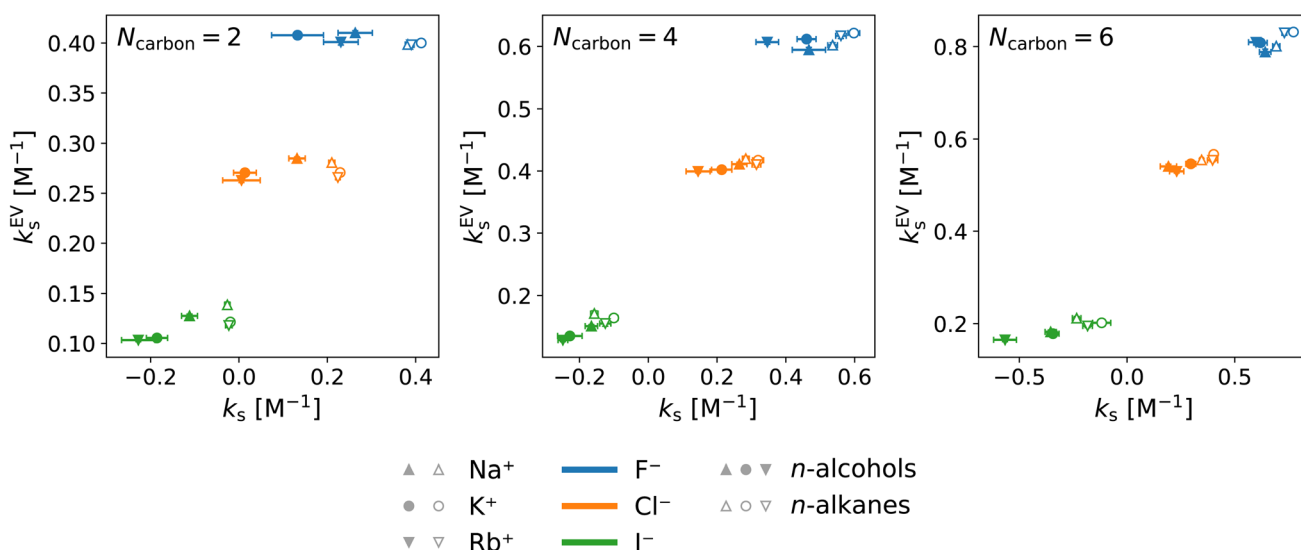 N_carbon = 2
0.40
0.35
0.30
0.25
0.20
0.15
0.10
k_s^EV [M⁻¹]
−0.2 0.0 0.2 0.4
k_s [M⁻¹]
N_carbon = 4
0.6
0.5
0.4
0.3
0.2
k_s^EV [M⁻¹]
−0.2 0.0 0.2 0.4 0.6
k_s [M⁻¹]
N_carbon = 6
0.8
0.6
0.4
0.2
k_s^EV [M⁻¹]
−0.5 0.0 0.5
k_s [M⁻¹]
Na⁺ F⁻ n-alcohols
K⁺ Cl⁻ n-alkanes
Rb⁺ I⁻